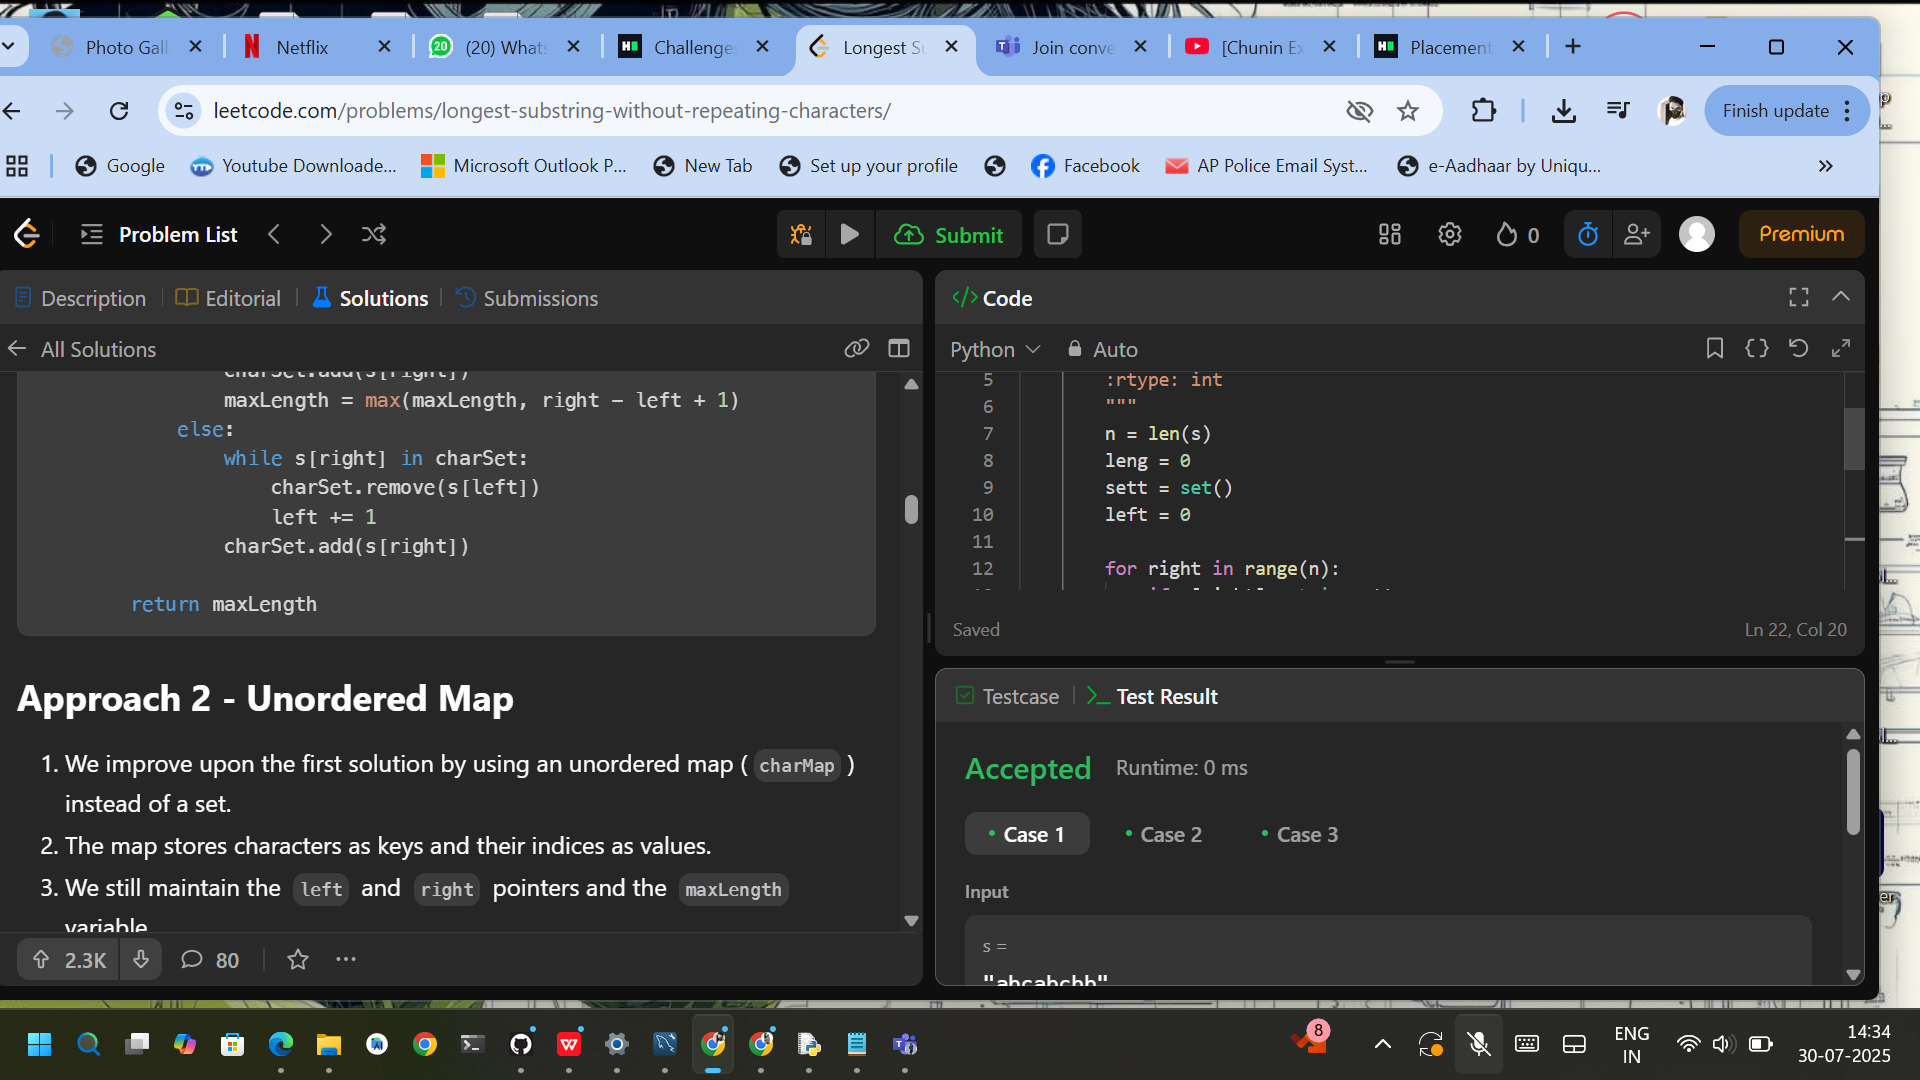 Photo Gal
Netflix
(20) Whats
Challenge
Longest Su
Join conve
[Chunin Ex
Placement
leetcode.com/problems/longest-substring-without-repeating-characters/
Finish update
Google
Youtube Downloade...
Microsoft Outlook P...
New Tab
Set up your profile
Facebook
AP Police Email Syst...
e-Aadhaar by Uniqu...
»
Problem List
Submit
0
Premium
Description
Editorial
Solutions
Submissions
All Solutions
charSet.add(s[right])
maxLength = max(maxLength, right - left + 1)
else:
while s[right] in charSet:
charSet.remove(s[left])
left += 1
charSet.add(s[right])
return maxLength
Approach 2 - Unordered Map
1. We improve upon the first solution by using an unordered map ( charMap )
instead of a set.
2. The map stores characters as keys and their indices as values.
3. We still maintain the left and right pointers and the maxLength
variable
2.3K
80
</> Code
Python
Auto
5 :rtype: int
6 """
7 n = len(s)
8 leng = 0
9 sett = set()
10 left = 0
11
12 for right in range(n):
Saved
Ln 22, Col 20
Testcase
Test Result
Accepted
Runtime: 0 ms
Case 1
Case 2
Case 3
Input
s =
"abcabcbb"
8
ENG
IN
14:34
30-07-2025